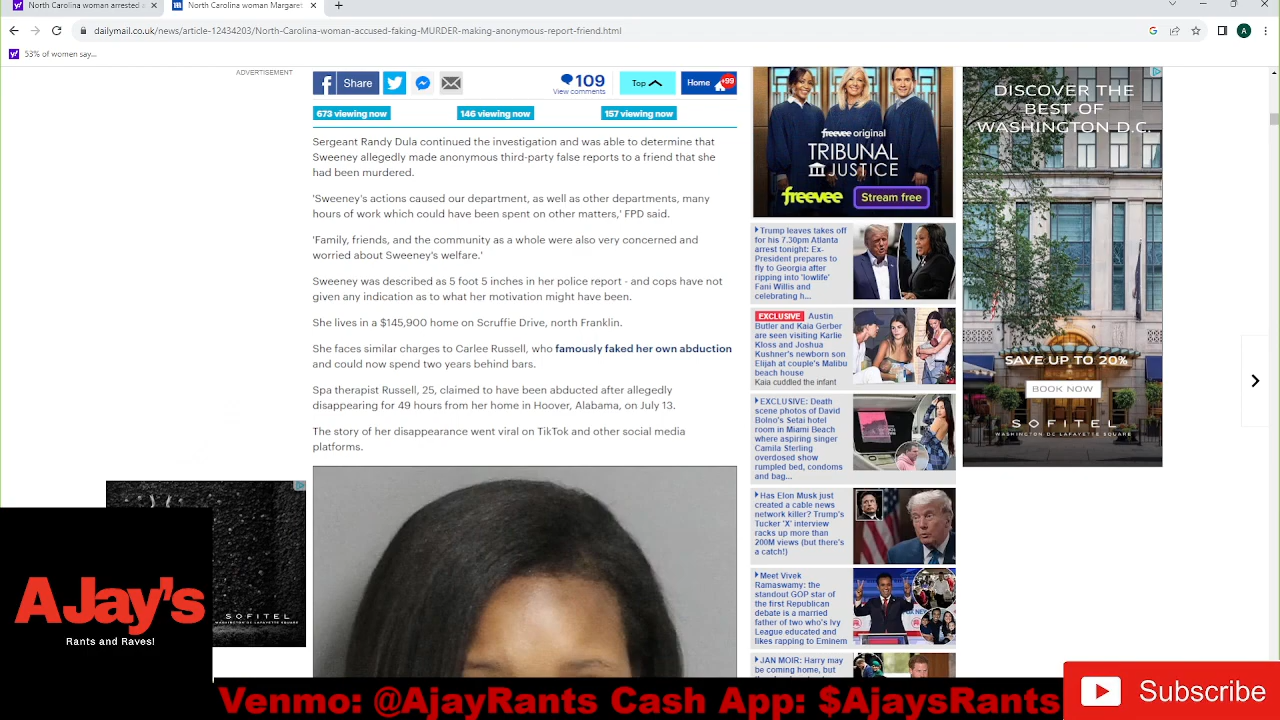 North Carolina woman arrested a
North Carolina woman Margaret
dailymail.co.uk/news/article-12434203/North-Carolina-woman-accused-faking-MURDER-making-anonymous-report-friend.html
A
53% of women say...
ADVERTISEMENT
Share
109
View comments
Top
Home
+99
673 viewing now
146 viewing now
157 viewing now
Sergeant Randy Dula continued the investigation and was able to determine that
Sweeney allegedly made anonymous third-party false reports to a friend that she
had been murdered.
'Sweeney's actions caused our department, as well as other departments, many
hours of work which could have been spent on other matters,' FPD said.
'Family, friends, and the community as a whole were also very concerned and
worried about Sweeney's welfare.'
Sweeney was described as 5 foot 5 inches in her police report - and cops have not
given any indication as to what her motivation might have been.
She lives in a $145,900 home on Scruffie Drive, north Franklin.
She faces similar charges to Carlee Russell, who famously faked her own abduction
and could now spend two years behind bars.
Spa therapist Russell, 25, claimed to have been abducted after allegedly
disappearing for 49 hours from her home in Hoover, Alabama, on July 13.
The story of her disappearance went viral on TikTok and other social media
platforms.
freevee original
TRIBUNAL
JUSTICE
freevee
Stream free
Trump leaves takes off
for his 7.30pm Atlanta
arrest tonight: Ex-
President prepares to
fly to Georgia after
ripping into 'lowlife'
Fani Willis and
celebrating h...
EXCLUSIVE Austin
Butler and Kaia Gerber
are seen visiting Karlie
Kloss and Joshua
Kushner's newborn son
Elijah at couple's Malibu
beach house
Kaia cuddled the infant
EXCLUSIVE: Death
scene photos of David
Bolno's Setai hotel
room in Miami Beach
where aspiring singer
Camila Sterling
overdosed show
rumpled bed, condoms
and bag...
Has Elon Musk just
created a cable news
network killer? Trump's
Tucker 'X' interview
racks up more than
200M views (but there's
a catch!)
Meet Vivek
Ramaswamy: the
standout GOP star of
the first Republican
debate is a married
father of two who's Ivy
League educated and
likes rapping to Eminem
JAN MOIR: Harry may
be coming home, but
DISCOVER THE
BEST OF
WASHINGTON D.C.
SAVE UP TO 20%
BOOK NOW
SOFITEL
WASHINGTON DC LAFAYETTE SQUARE
SOFITEL
WASHINGTON DC LAFAYETTE SQUARE
AJay's
Rants and Raves!
Venmo: @AjayRants Cash App: $AjaysRants
Subscribe